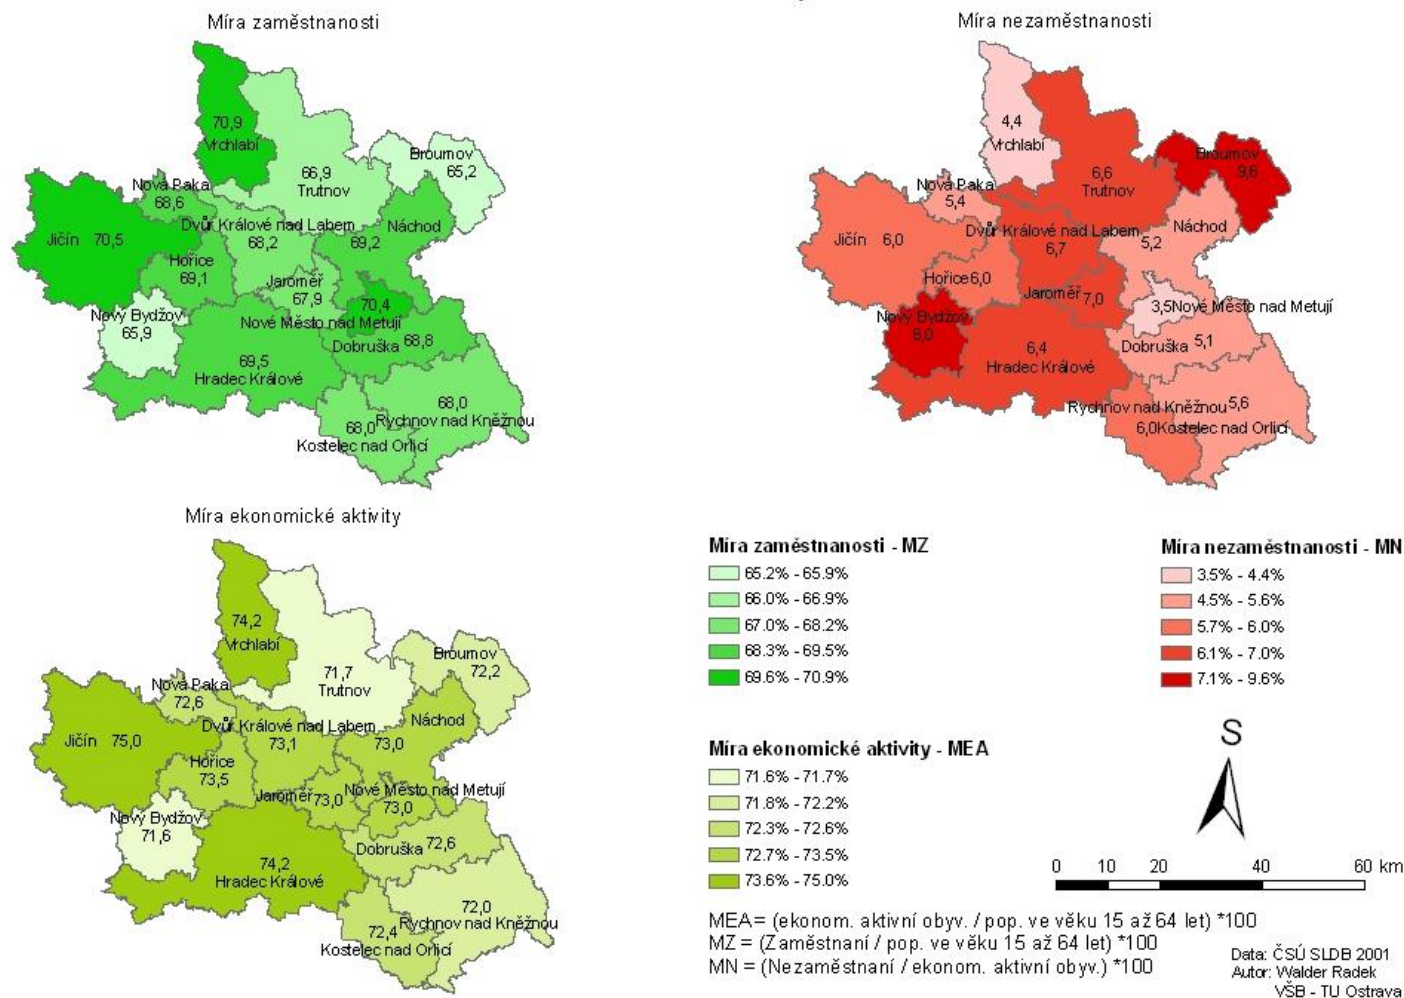 Míra zaměstnanosti
70,9
Vrchlabí
Broumov
65,2
66,9
Trutnov
Nová Paka
68,6
Náchod
Dvůr Králové nad Labem
Jičín 70,5
68,2
69,2
Hořice
69,1
Jaroměř
67,9
70,4
Nový Bydžov
65,9
Nové Město nad Metují
Dobruška 68,8
69,5
Hradec Králové
68,0
Rychnov nad Kněžnou
68,0
Kostelec nad Orlicí
Míra nezaměstnanosti
4,4
Vrchlabí
Broumov
9,6
6,6
Trutnov
Nová Paka
5,4
Náchod
Dvůr Králové nad Labem
Jičín 6,0
6,7
5,2
Hořice 6,0
Jaroměř 7,0
3,5 Nové Město nad Metují
Nový Bydžov
8,0
Dobruška 5,1
6,4
Hradec Králové
Rychnov nad Kněžnou 5,6
6,0 Kostelec nad Orlicí
Míra ekonomické aktivity
74,2
Vrchlabí
Broumov
72,2
71,7
Trutnov
Nová Paka
72,6
Náchod
Dvůr Králové nad Labem
Jičín 75,0
73,1
73,0
Hořice
73,5
Nové Město nad Metují
Jaroměř 73,0
73,0
Nový Bydžov
71,6
Dobruška 72,6
74,2
Hradec Králové
72,0
Rychnov nad Kněžnou
72,4
Kostelec nad Orlicí
Míra zaměstnanosti - MZ
65.2% - 65.9%
66.0% - 66.9%
67.0% - 68.2%
68.3% - 69.5%
69.6% - 70.9%
Míra nezaměstnanosti - MN
3.5% - 4.4%
4.5% - 5.6%
5.7% - 6.0%
6.1% - 7.0%
7.1% - 9.6%
Míra ekonomické aktivity - MEA
71.6% - 71.7%
71.8% - 72.2%
72.3% - 72.6%
72.7% - 73.5%
73.6% - 75.0%
S
0 10 20 40 60 km
MEA = (ekonom. aktivní obyv. / pop. ve věku 15 až 64 let) *100
MZ = (Zaměstnaní / pop. ve věku 15 až 64 let) *100
MN = (Nezaměstnaní / ekonom. aktivní obyv.) *100
Data: ČSÚ SLDB 2001
Autor: Walder Radek
VŠB - TU Ostrava